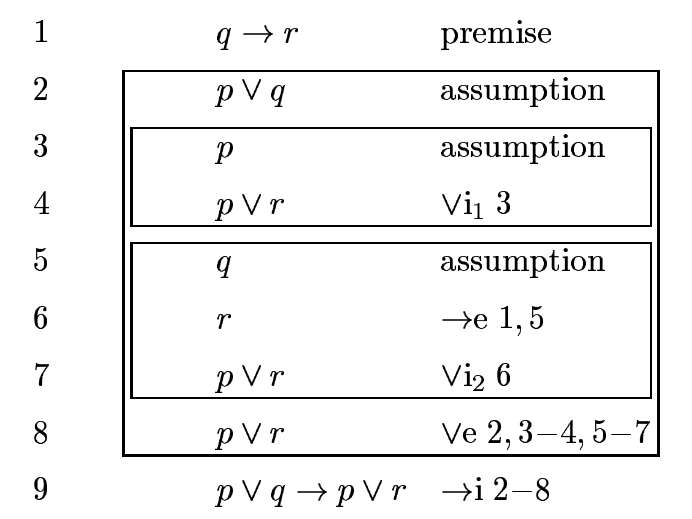 1 q → r premise
2 p ∨ q assumption
3 p assumption
4 p ∨ r ∨i₁ 3
5 q assumption
6 r →e 1, 5
7 p ∨ r ∨i₂ 6
8 p ∨ r ∨e 2, 3−4, 5−7
9 p ∨ q → p ∨ r →i 2−8